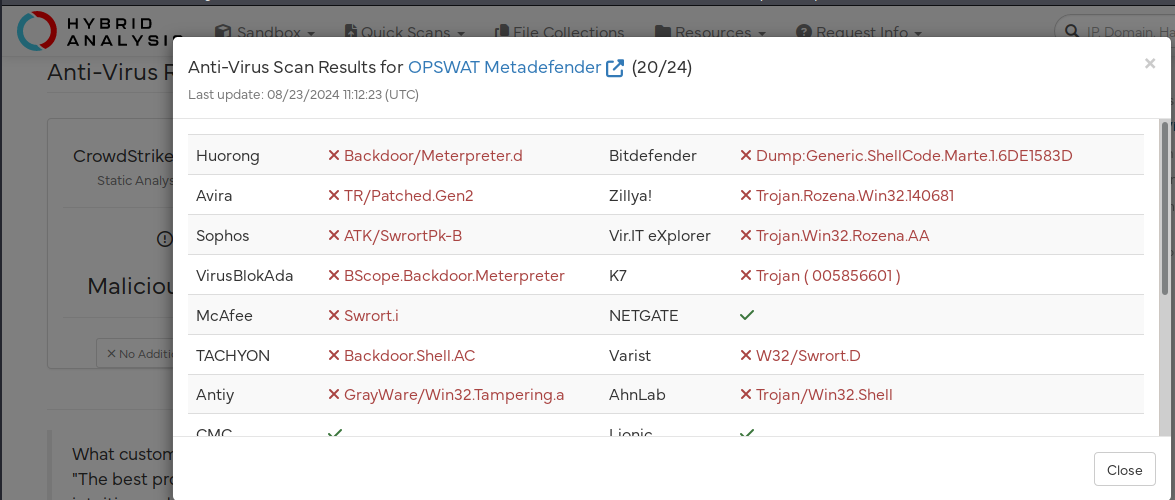 HYBRID
ANALYSIS
Sandbox
Quick Scans
File Collections
Resources
Request Info
IP, Domain, Ha
Anti-Virus R
Anti-Virus Scan Results for OPSWAT Metadefender (20/24)
×
Last update: 08/23/2024 11:12:23 (UTC)
CrowdStrike
Static Analys
Maliciou
No Additi
Huorong Backdoor/Meterpreter.d Bitdefender Dump:Generic.ShellCode.Marte.1.6DE1583D
Avira TR/Patched.Gen2 Zillya! Trojan.Rozena.Win32.140681
Sophos ATK/SwrortPk-B Vir.IT eXplorer Trojan.Win32.Rozena.AA
VirusBlokAda BScope.Backdoor.Meterpreter K7 Trojan ( 005856601 )
McAfee Swrort.i NETGATE
TACHYON Backdoor.Shell.AC Varist W32/Swrort.D
Antiy GrayWare/Win32.Tampering.a AhnLab Trojan/Win32.Shell
CMC Lionic
What custom
"The best pro
Close